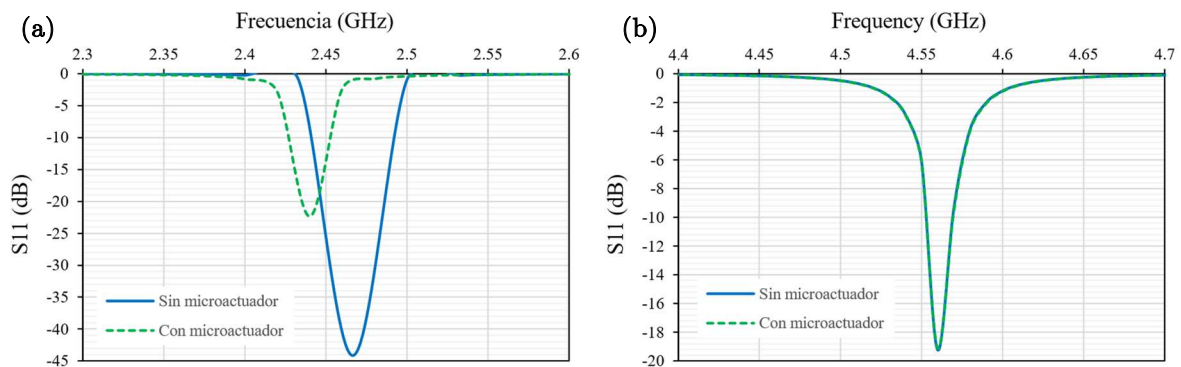 (a)
Frecuencia (GHz)
2.3 2.35 2.4 2.45 2.5 2.55 2.6
0
-5
-10
-15
-20
-25
-30
-35
-40
-45
S11 (dB)
Sin microactuador
Con microactuador
(b)
Frequency (GHz)
4.4 4.45 4.5 4.55 4.6 4.65 4.7
0
-2
-4
-6
-8
-10
-12
-14
-16
-18
-20
S11 (dB)
Sin microactuador
Con microactuador